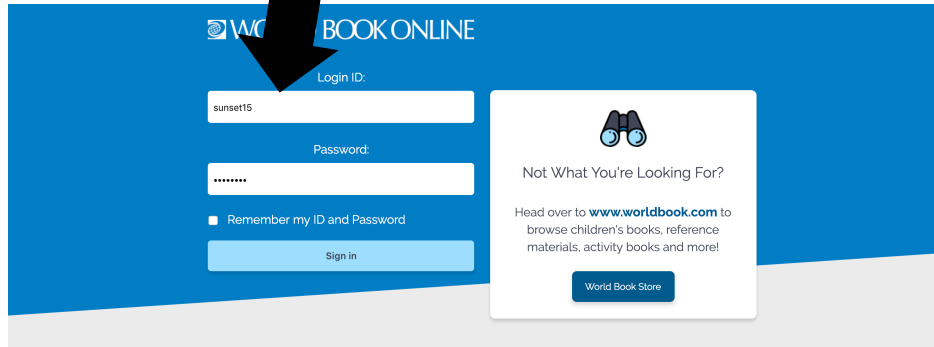 BOOK ONLINE
Login ID:
sunset15
Password:
••••••••
Remember my ID and Password
Sign in
Not What You're Looking For?
Head over to www.worldbook.com to
browse children's books, reference
materials, activity books and more!
World Book Store